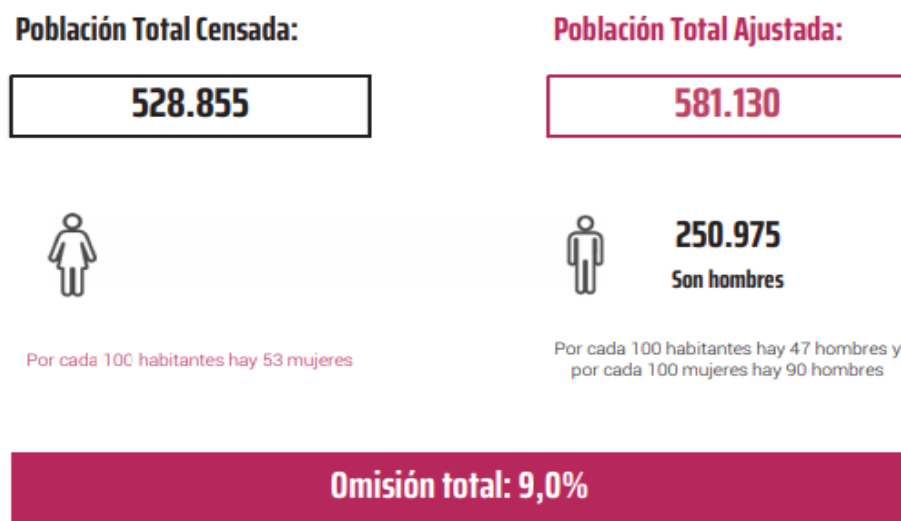 Población Total Censada:
Población Total Ajustada:
528.855
581.130
250.975
Son hombres
Por cada 100 habitantes hay 53 mujeres
Por cada 100 habitantes hay 47 hombres y
por cada 100 mujeres hay 90 hombres
Omisión total: 9,0%